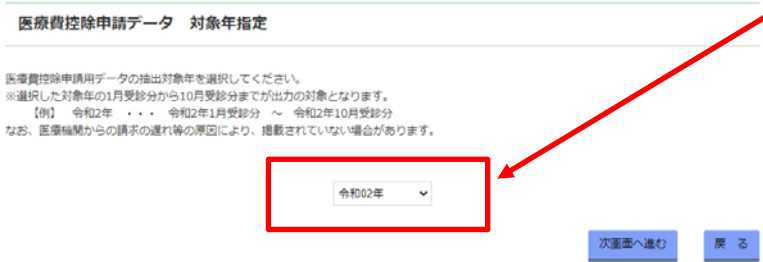 医療費控除申請データ　対象年指定
医療費控除申請用データの抽出対象年を選択してください。
※選択した対象年の1月受診分から10月受診分までが出力の対象となります。
【例】　令和2年　・・・　令和2年1月受診分　～　令和2年10月受診分
なお、医療機関からの請求の遅れ等の原因により、掲載されていない場合があります。
令和02年
次画面へ進む
戻　る